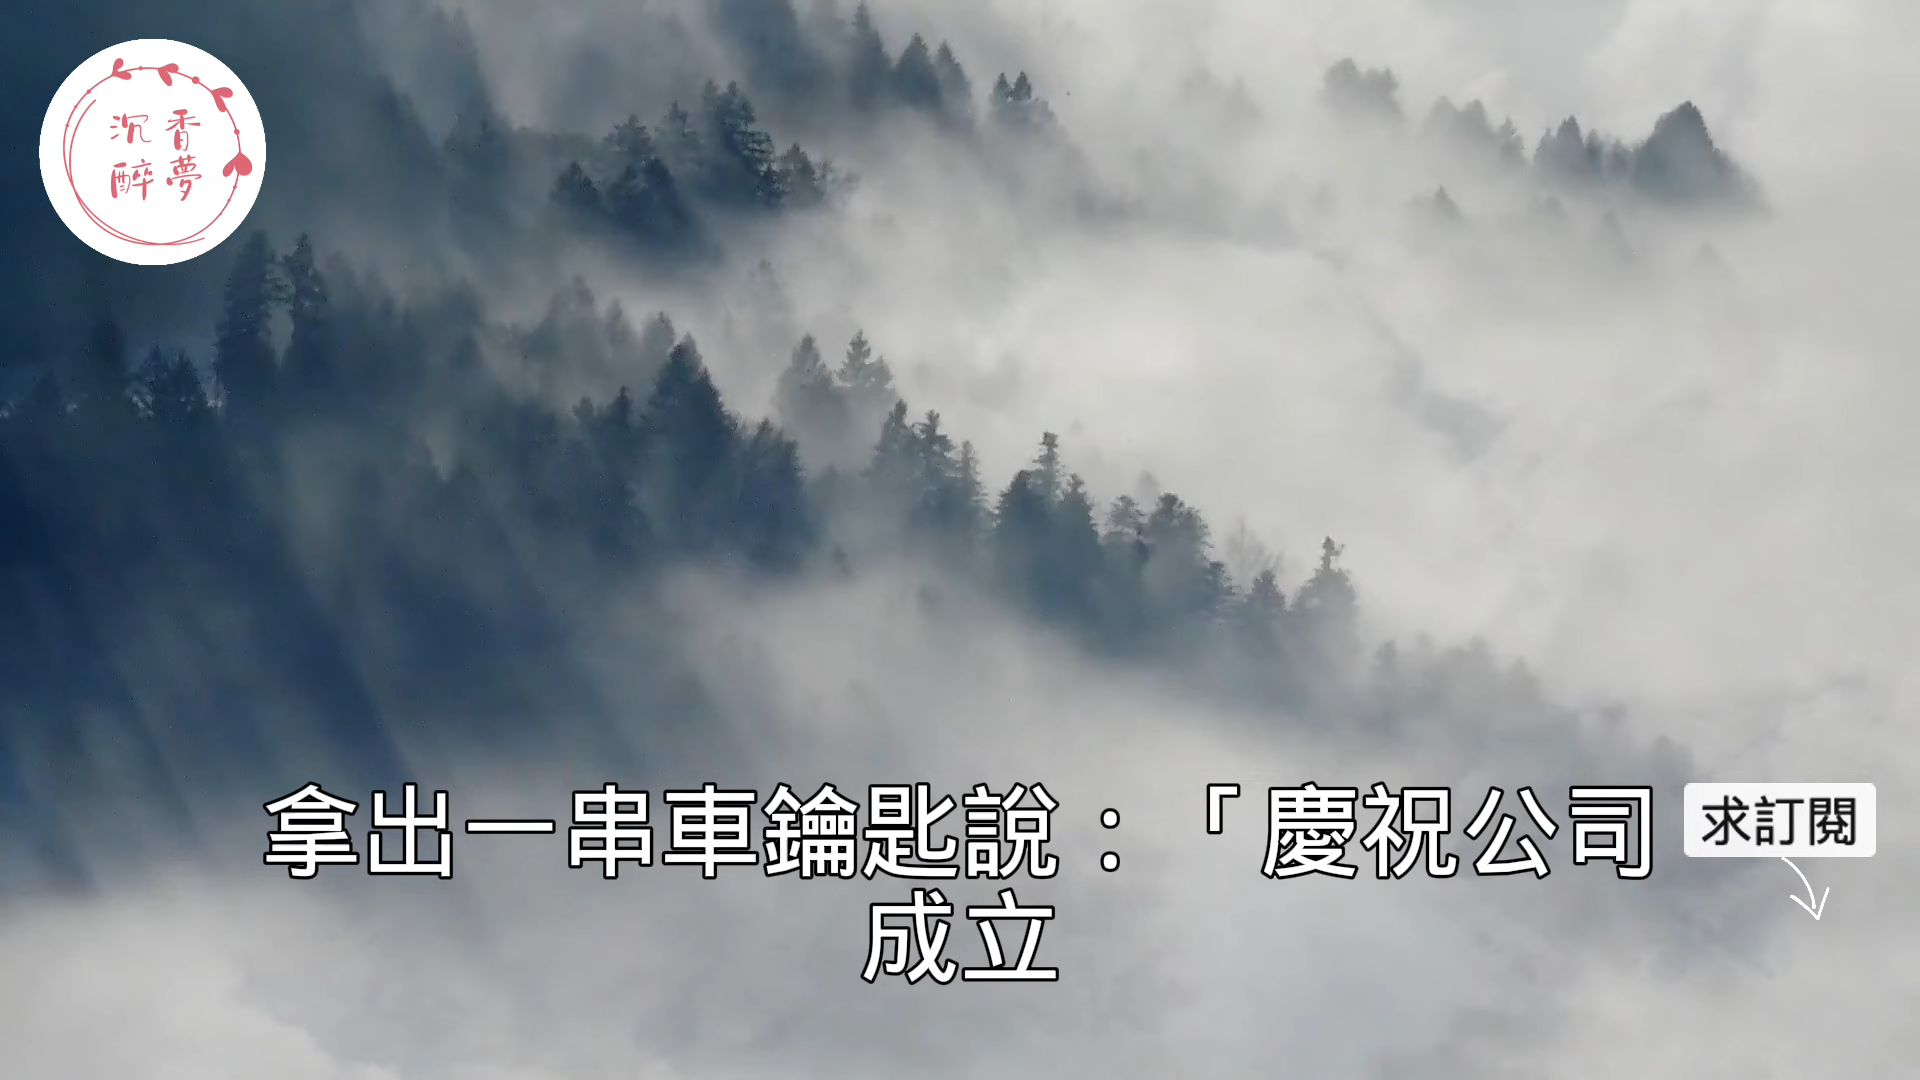 沉香
醉夢
拿出一串車鑰匙說：「慶祝公司
成立
求訂閱